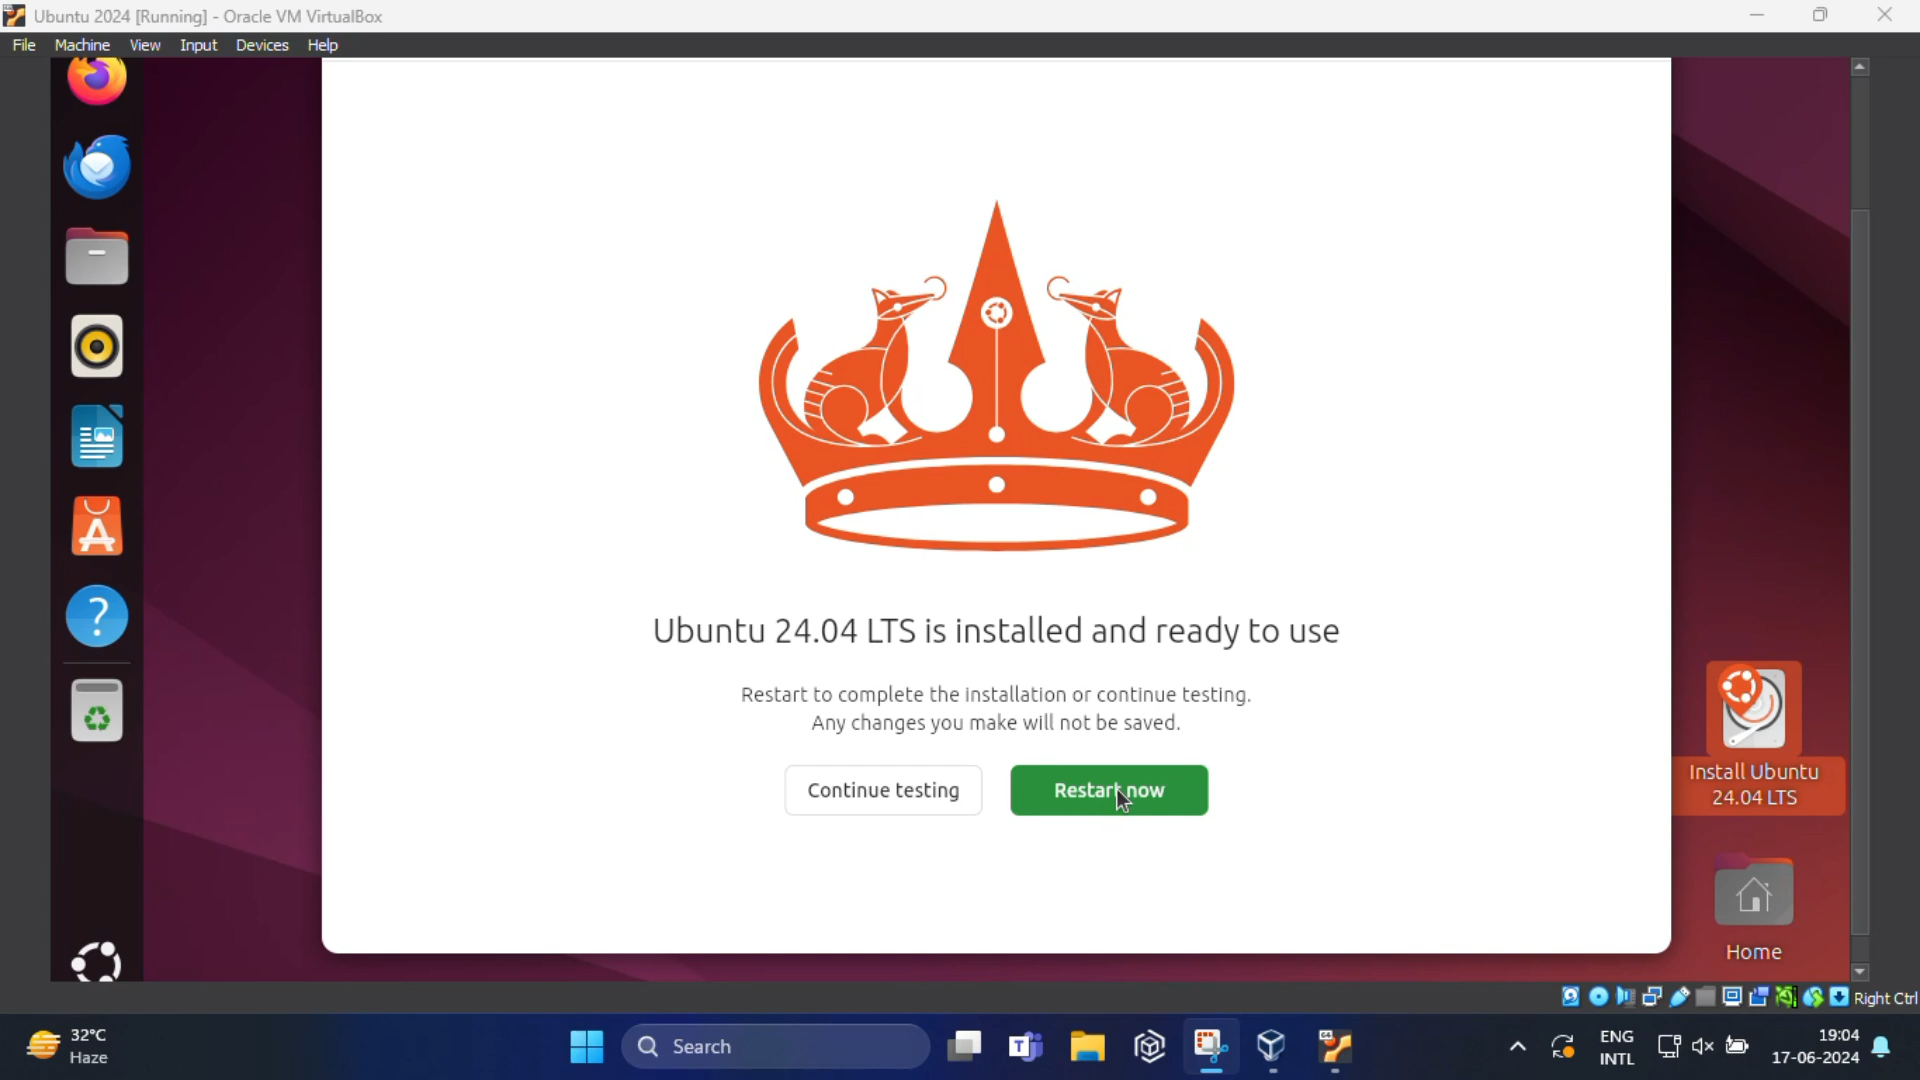 Ubuntu 2024 [Running] - Oracle VM VirtualBox
File Machine View Input Devices Help
Ubuntu 24.04 LTS is installed and ready to use
Restart to complete the installation or continue testing.
Any changes you make will not be saved.
Continue testing Restart now
Install Ubuntu
24.04 LTS
Home
Right Ctrl
32°C
Haze
Search
ENG
INTL
19:04
17-06-2024